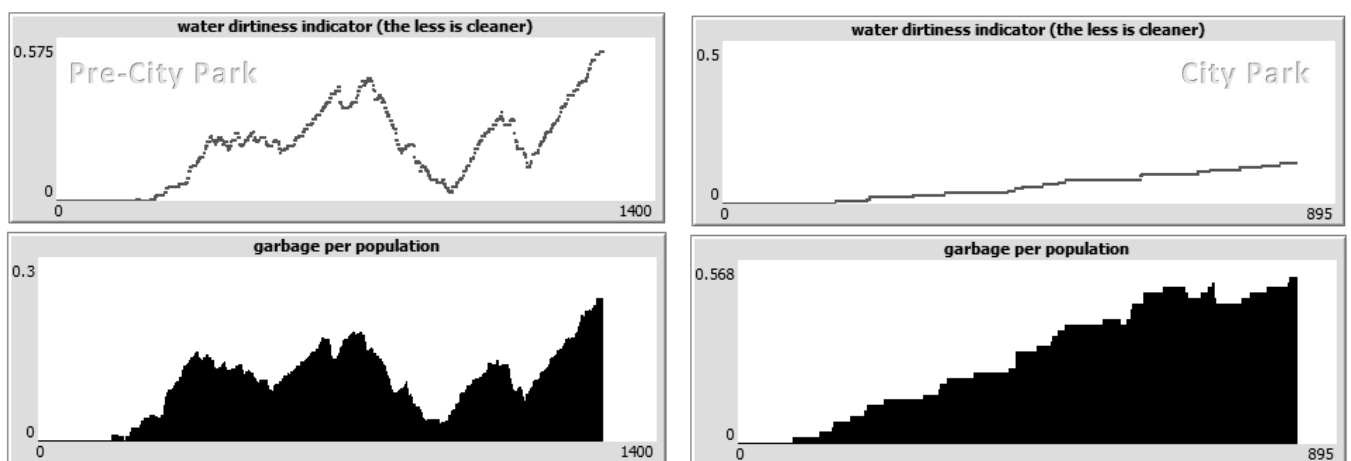 water dirtiness indicator (the less is cleaner)
0.575
Pre-City Park
0
0
1400
water dirtiness indicator (the less is cleaner)
0.5
City Park
0
0
895
garbage per population
0.3
0
0
1400
garbage per population
0.568
0
0
895